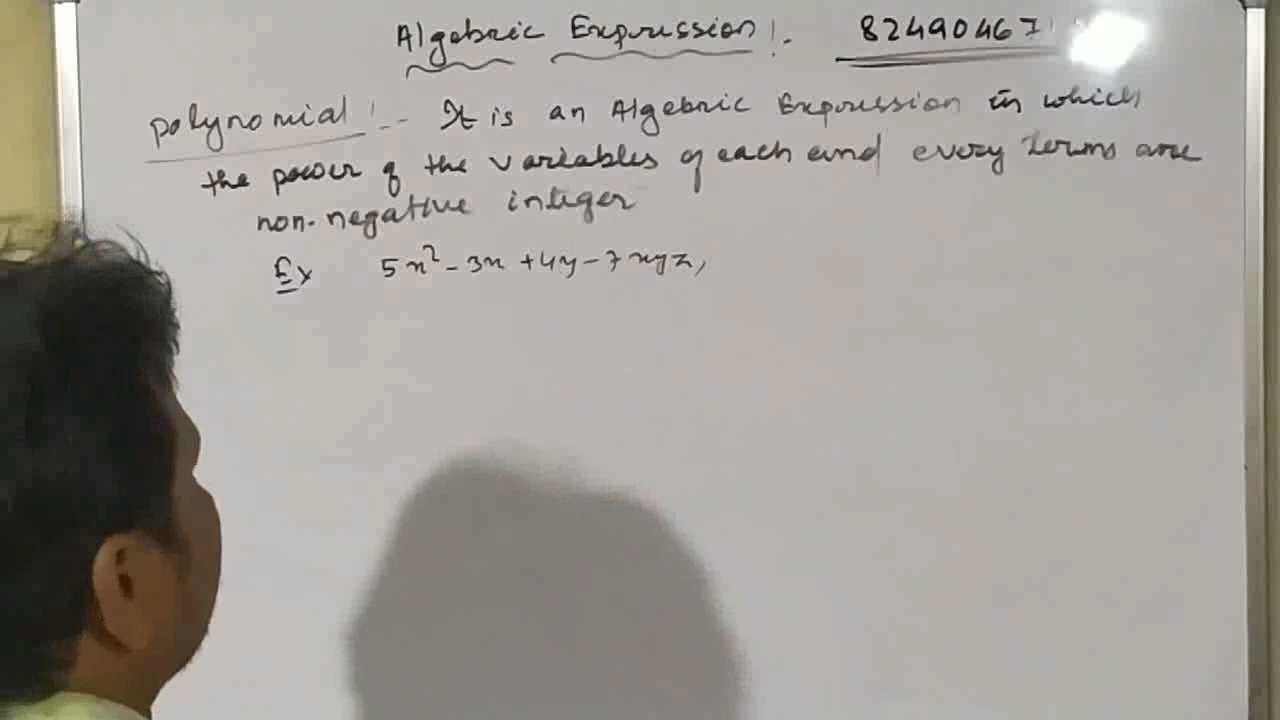 Algebric Expression :- 82490467
polynomial :- It is an Algebric Expression in which
the power of the variables of each and every terms are
non-negative integer
Ex 5x² - 3x + 4y - 7xyz,